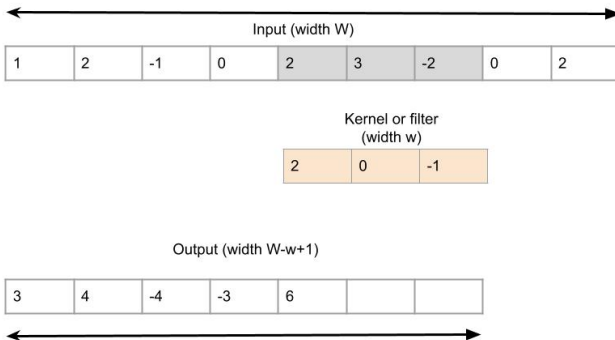 Input (width W)
1 2 -1 0 2 3 -2 0 2
Kernel or filter
(width w)
2 0 -1
Output (width W-w+1)
3 4 -4 -3 6